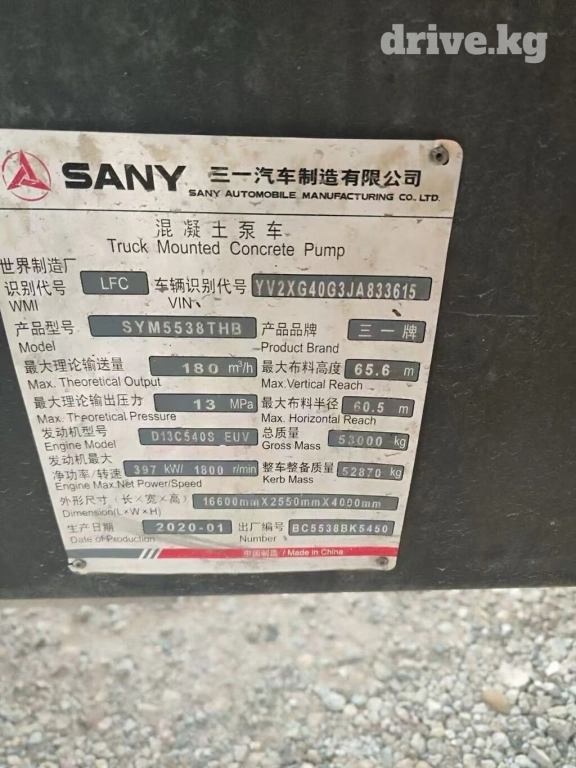 drive.kg
SANY 三一汽车制造有限公司
SANY AUTOMOBILE MANUFACTURING CO., LTD.
混凝土泵车
Truck Mounted Concrete Pump
世界制造厂
识别代号 LFC 车辆识别代号 YV2XG40G3JA833615
WMI VIN
产品型号 SYM5538THB 产品品牌 三一牌
Model Product Brand
最大理论输送量 180 m³/h 最大布料高度 65.6 m
Max. Theoretical Output Max.Vertical Reach
最大理论输出压力 13 MPa 最大布料半径 60.5 m
Max. Theoretical Pressure Max. Horizontal Reach
发动机型号 D13C540S EUV 总质量 53000 kg
Engine Model Gross Mass
发动机最大
净功率/转速 397 kW/ 1800 r/min 整车整备质量 52870 kg
Engine Max.Net Power/Speed Kerb Mass
外形尺寸（长×宽×高） 16600mmX2550mmX4000mm
Dimension(L×W×H)
生产日期 2020-01 出厂编号 BC5538BK5450
Date of Production Number
中国制造 / Made in China